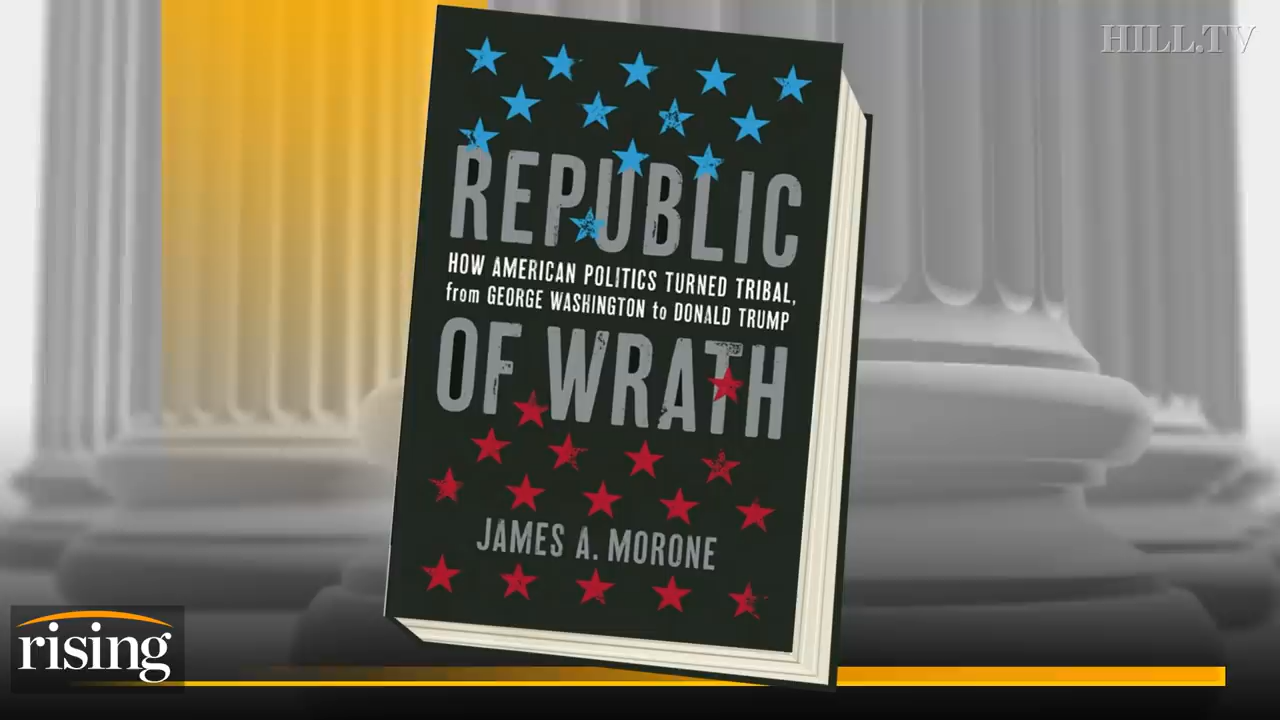 HILL.TV
REPUBLIC
HOW AMERICAN POLITICS TURNED TRIBAL,
from GEORGE WASHINGTON to DONALD TRUMP
OF WRATH
JAMES A. MORONE
rising